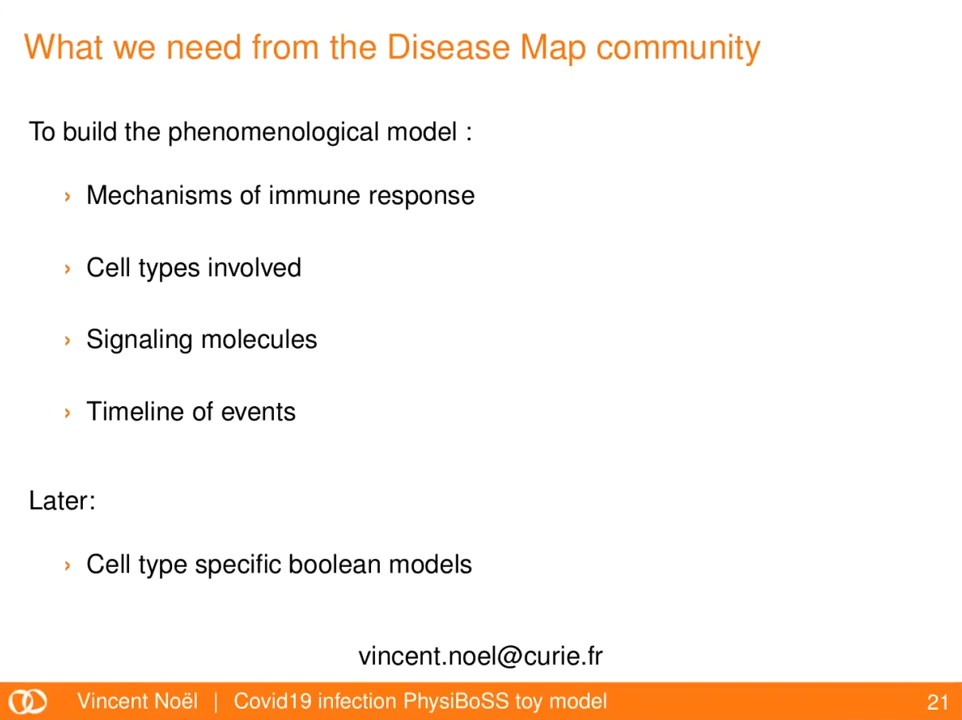 What we need from the Disease Map community
To build the phenomenological model :
› Mechanisms of immune response
› Cell types involved
› Signaling molecules
› Timeline of events
Later:
› Cell type specific boolean models
vincent.noel@curie.fr
Vincent Noël | Covid19 infection PhysiBoSS toy model 21